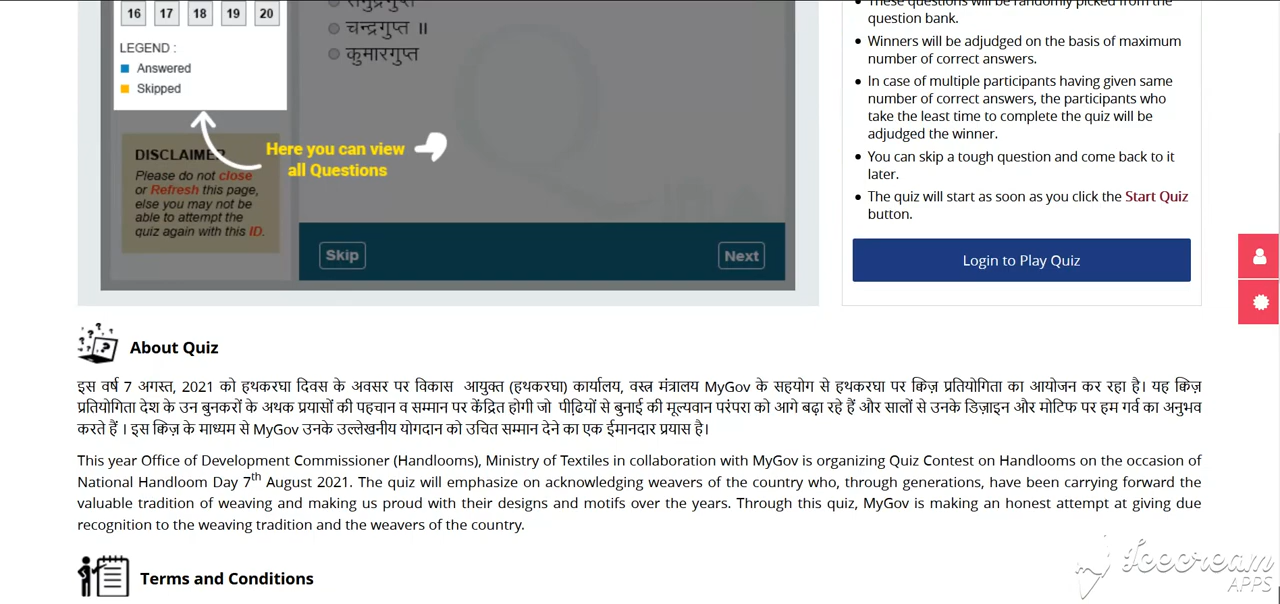 16 17 18 19 20
LEGEND :
Answered
Skipped
समुद्रगुप्त
चन्द्रगुप्त II
कुमारगुप्त
Here you can view
all Questions
DISCLAIMER
Please do not close
or Refresh this page,
else you may not be
able to attempt the
quiz again with this ID.
Skip
Next
These questions will be randomly picked from the
question bank.
Winners will be adjudged on the basis of maximum
number of correct answers.
In case of multiple participants having given same
number of correct answers, the participants who
take the least time to complete the quiz will be
adjudged the winner.
You can skip a tough question and come back to it
later.
The quiz will start as soon as you click the Start Quiz
button.
Login to Play Quiz
About Quiz
इस वर्ष 7 अगस्त, 2021 को हथकरघा दिवस के अवसर पर विकास आयुक्त (हथकरघा) कार्यालय, वस्त्र मंत्रालय MyGov के सहयोग से हथकरघा पर क्विज़ प्रतियोगिता का आयोजन कर रहा है। यह क्विज़
प्रतियोगिता देश के उन बुनकरों के अथक प्रयासों की पहचान व सम्मान पर केंद्रित होगी जो पीढ़ियों से बुनाई की मूल्यवान परंपरा को आगे बढ़ा रहे हैं और सालों से उनके डिज़ाइन और मोटिफ पर हम गर्व का अनुभव
करते हैं । इस क्विज़ के माध्यम से MyGov उनके उल्लेखनीय योगदान को उचित सम्मान देने का एक ईमानदार प्रयास है।
This year Office of Development Commissioner (Handlooms), Ministry of Textiles in collaboration with MyGov is organizing Quiz Contest on Handlooms on the occasion of
National Handloom Day 7th August 2021. The quiz will emphasize on acknowledging weavers of the country who, through generations, have been carrying forward the
valuable tradition of weaving and making us proud with their designs and motifs over the years. Through this quiz, MyGov is making an honest attempt at giving due
recognition to the weaving tradition and the weavers of the country.
Terms and Conditions
Icecream
APPS